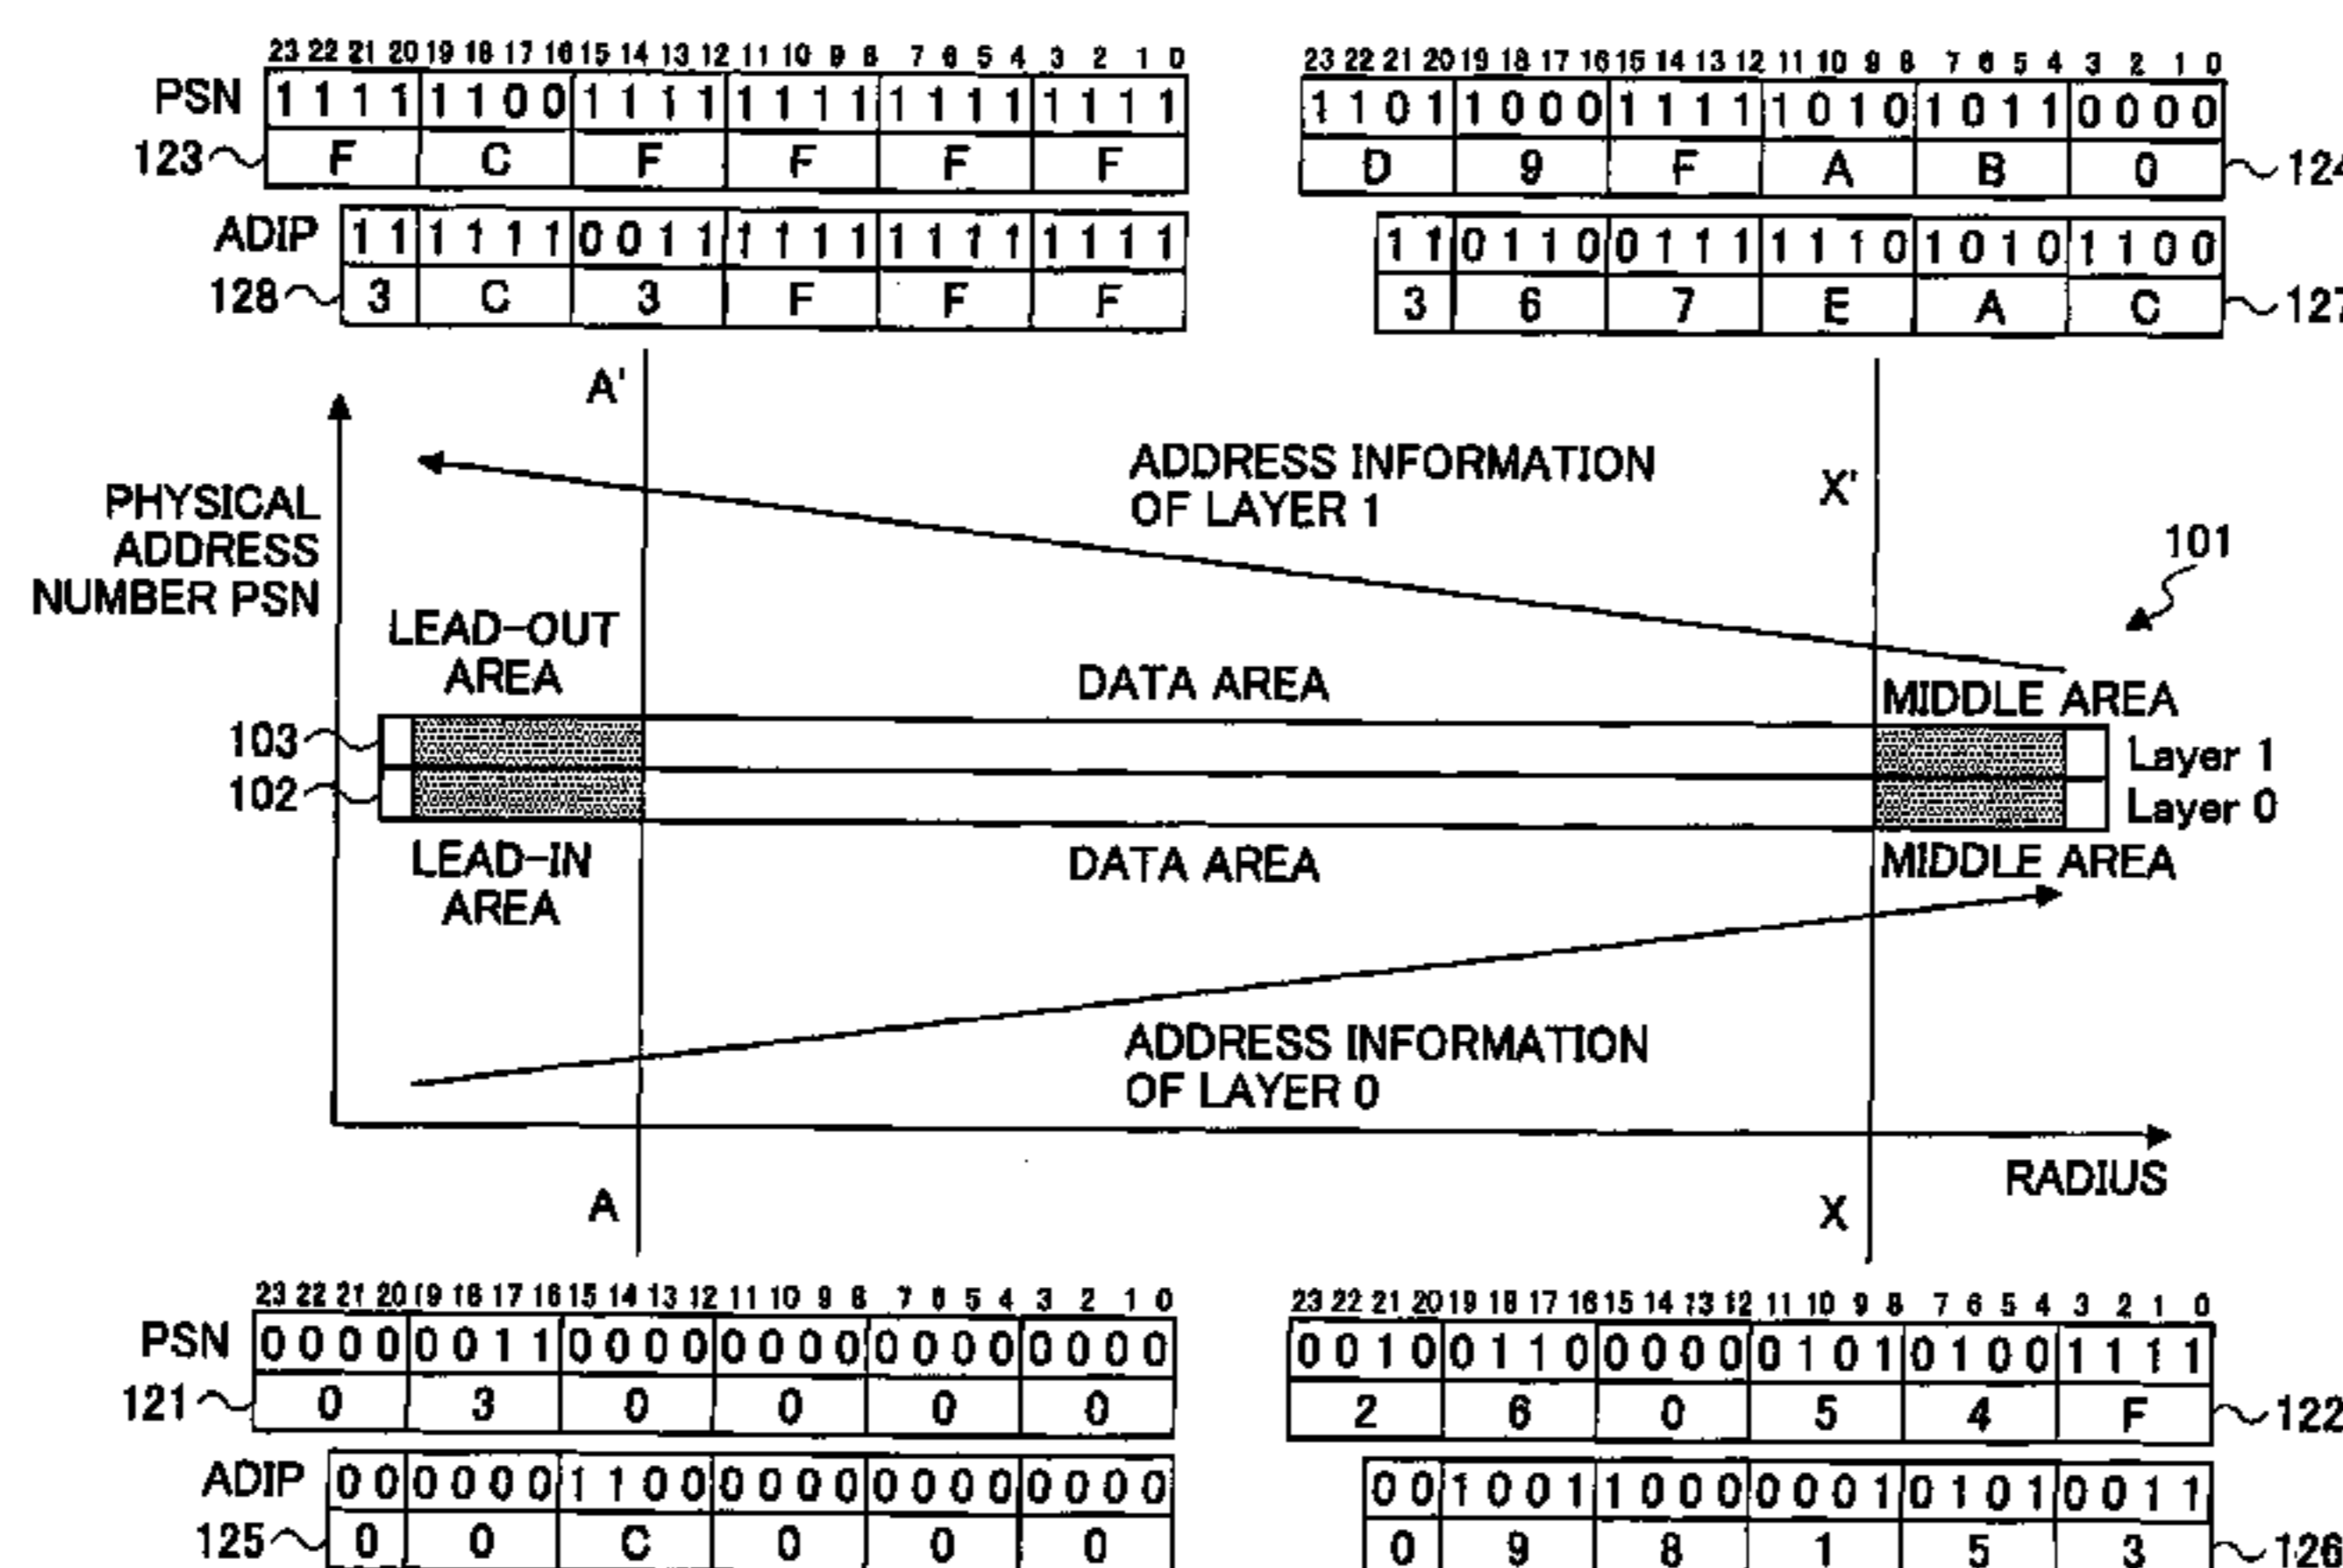 23 22 21 20 19 18 17 16 15 14 13 12 11 10 9 8 7 6 5 4 3 2 1 0
PSN 1 1 1 1 1 1 0 0 1 1 1 1 1 1 1 1 1 1 1 1 1 1 1 1
123 F C F F F F
ADIP 1 1 1 1 1 1 0 0 1 1 1 1 1 1 1 1 1 1 1 1 1 1
128 3 C 3 F F F
23 22 21 20 19 18 17 16 15 14 13 12 11 10 9 8 7 6 5 4 3 2 1 0
1 1 0 1 1 0 0 0 1 1 1 1 1 0 1 0 1 0 1 1 0 0 0 0
D 9 F A B 0 124
1 1 0 1 1 0 0 1 1 1 1 1 1 0 1 0 1 0 1 1 0 0
3 6 7 E A C 127
A'
X'
ADDRESS INFORMATION
OF LAYER 1
PHYSICAL
ADDRESS
NUMBER PSN
101
LEAD-OUT
AREA
DATA AREA
MIDDLE AREA
103
Layer 1
102
Layer 0
LEAD-IN
AREA
DATA AREA
MIDDLE AREA
ADDRESS INFORMATION
OF LAYER 0
RADIUS
A
X
23 22 21 20 19 18 17 16 15 14 13 12 11 10 9 8 7 6 5 4 3 2 1 0
PSN 0 0 0 0 0 0 1 1 0 0 0 0 0 0 0 0 0 0 0 0 0 0 0 0
121 0 3 0 0 0 0
ADIP 0 0 0 0 0 0 1 1 0 0 0 0 0 0 0 0 0 0 0 0 0 0
125 0 0 C 0 0 0
23 22 21 20 19 18 17 16 15 14 13 12 11 10 9 8 7 6 5 4 3 2 1 0
0 0 1 0 0 1 1 0 0 0 0 0 0 1 0 1 0 1 0 0 1 1 1 1
2 6 0 5 4 F 122
0 0 1 0 0 1 1 0 0 0 0 0 0 1 0 1 0 1 0 0 1 1
0 9 8 1 5 3 126